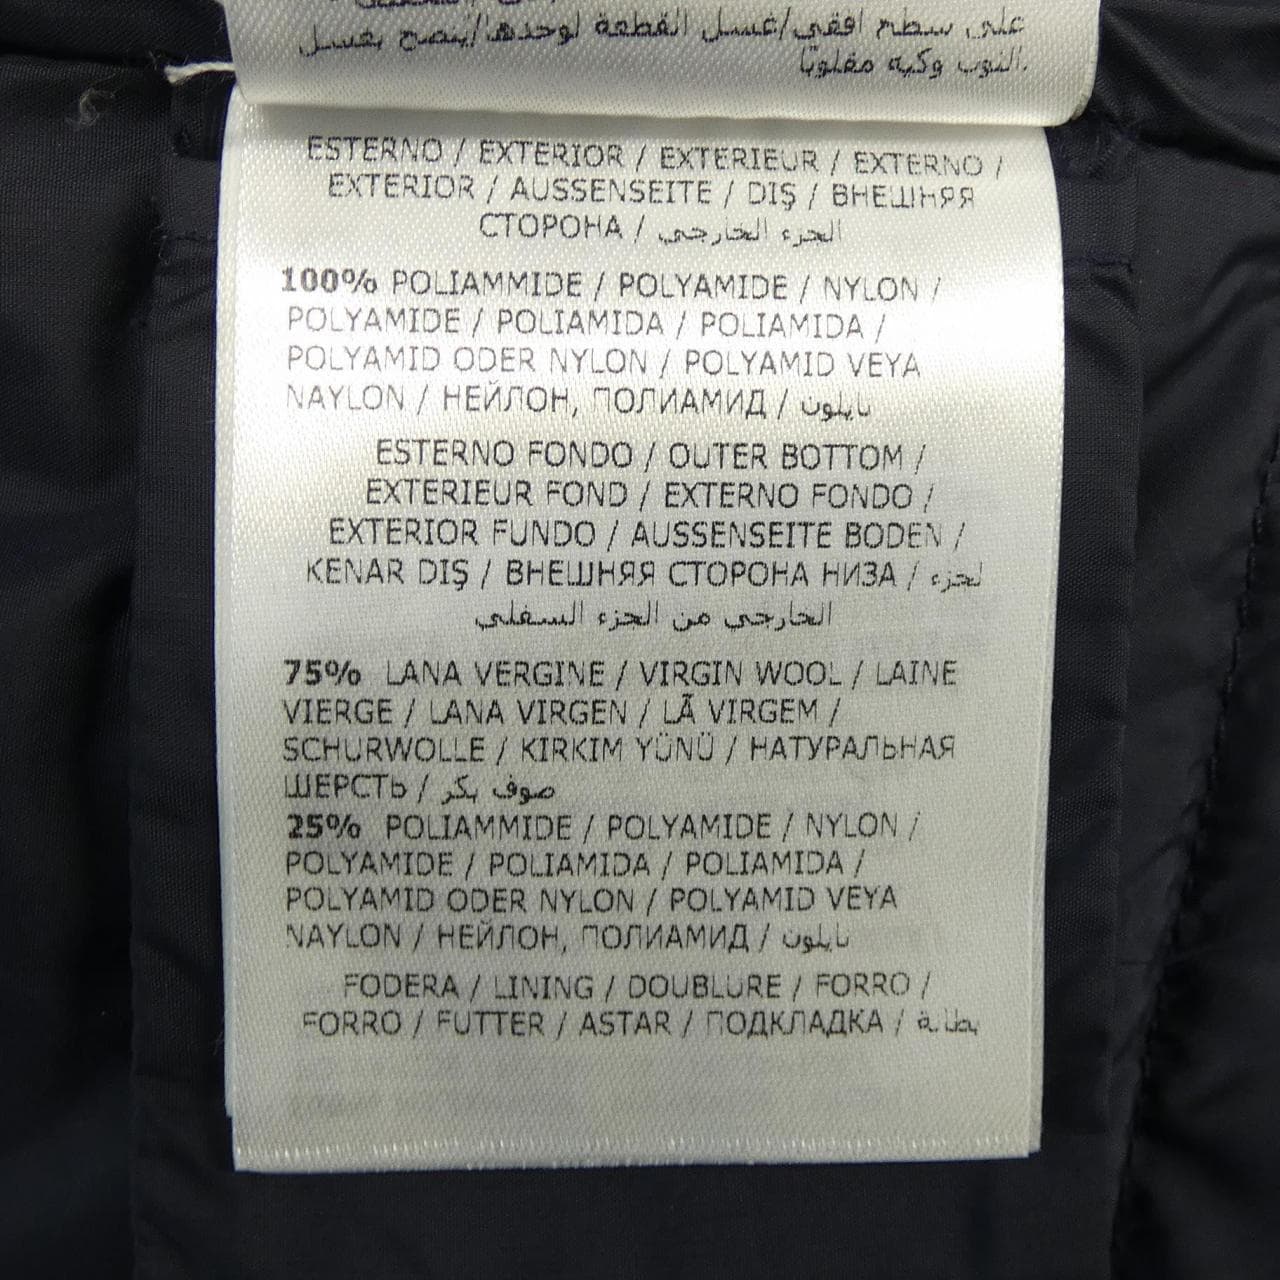 على سطح افقي/غسل القطعة لوحدها/ينصح بغسل
الثوب وكيه مقلوبًا.
ESTERNO / EXTERIOR / EXTERIEUR / EXTERNO /
EXTERIOR / AUSSENSEITE / DIŞ / ВНЕШНЯЯ
СТОРОНА / الجزء الخارجي
100% POLIAMMIDE / POLYAMIDE / NYLON /
POLYAMIDE / POLIAMIDA / POLIAMIDA /
POLYAMID ODER NYLON / POLYAMID VEYA
NAYLON / НЕЙЛОН, ПОЛИАМИД / نايلون
ESTERNO FONDO / OUTER BOTTOM /
EXTERIEUR FOND / EXTERNO FONDO /
EXTERIOR FUNDO / AUSSENSEITE BODEN /
KENAR DIŞ / ВНЕШНЯЯ СТОРОНА НИЗА / لجزء
الخارجي من الجزء السفلي
75% LANA VERGINE / VIRGIN WOOL / LAINE
VIERGE / LANA VIRGEN / LÃ VIRGEM /
SCHURWOLLE / KIRKIM YÜNÜ / НАТУРАЛЬНАЯ
ШЕРСТЬ / صوف بكر
25% POLIAMMIDE / POLYAMIDE / NYLON /
POLYAMIDE / POLIAMIDA / POLIAMIDA /
POLYAMID ODER NYLON / POLYAMID VEYA
NAYLON / НЕЙЛОН, ПОЛИАМИД / نايلون
FODERA / LINING / DOUBLURE / FORRO /
FORRO / FUTTER / ASTAR / ПОДКЛАДКА / بطانة